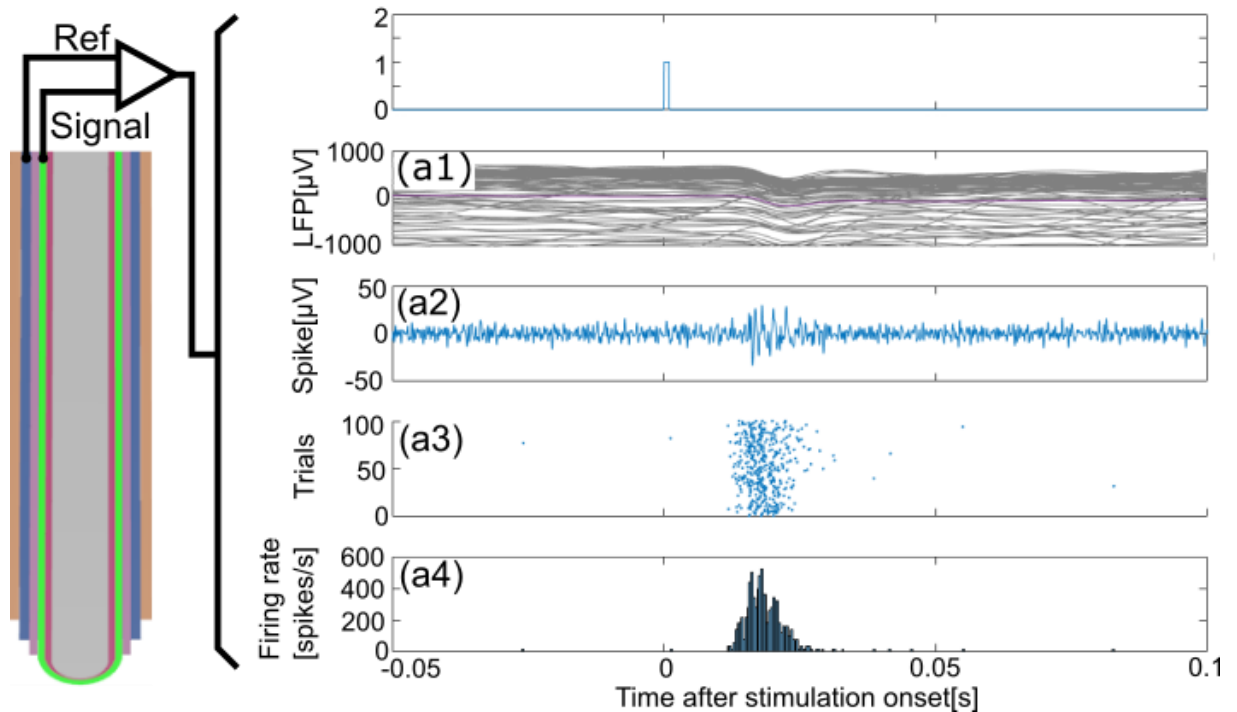 Ref
Signal
2
1
0
(a1)
LFP[µV]
1000
0
-1000
(a2)
Spike[µV]
50
0
-50
(a3)
Trials
100
50
0
(a4)
Firing rate
[spikes/s]
600
400
200
0
-0.05
0
0.05
0.1
Time after stimulation onset[s]